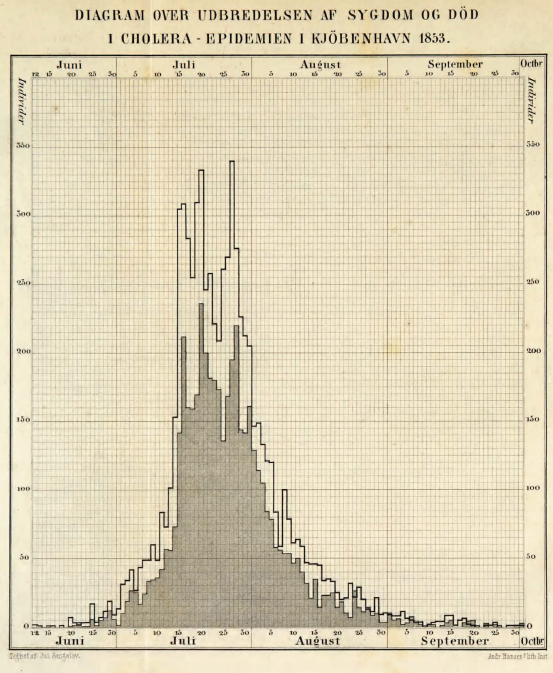 DIAGRAM OVER UDBREDELSEN AF SYGDOM OG DÖD
I CHOLERA - EPIDEMIEN I KJÖBENHAVN 1853.
Juni Juli August September Octbr
12 15 20 25 30 5 10 15 20 25 30 5 10 15 20 25 30 5 10 15 20 25 30
Individer Individer
350 350
300 300
250 250
200 200
150 150
100 100
50 50
0 0
12 15 20 25 30 5 10 15 20 25 30 5 10 15 20 25 30 5 10 15 20 25 30
Juni Juli August September Octbr